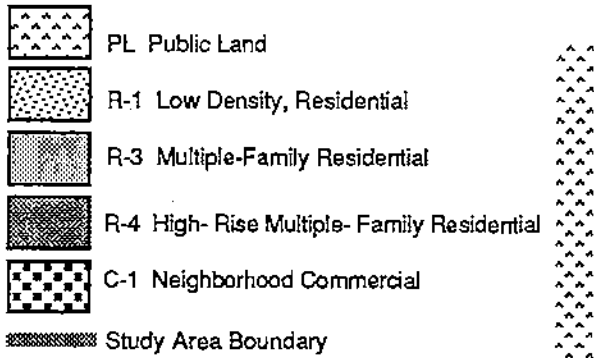 PL Public Land
R-1 Low Density, Residential
R-3 Multiple-Family Residential
R-4 High- Rise Multiple- Family Residential
C-1 Neighborhood Commercial
Study Area Boundary